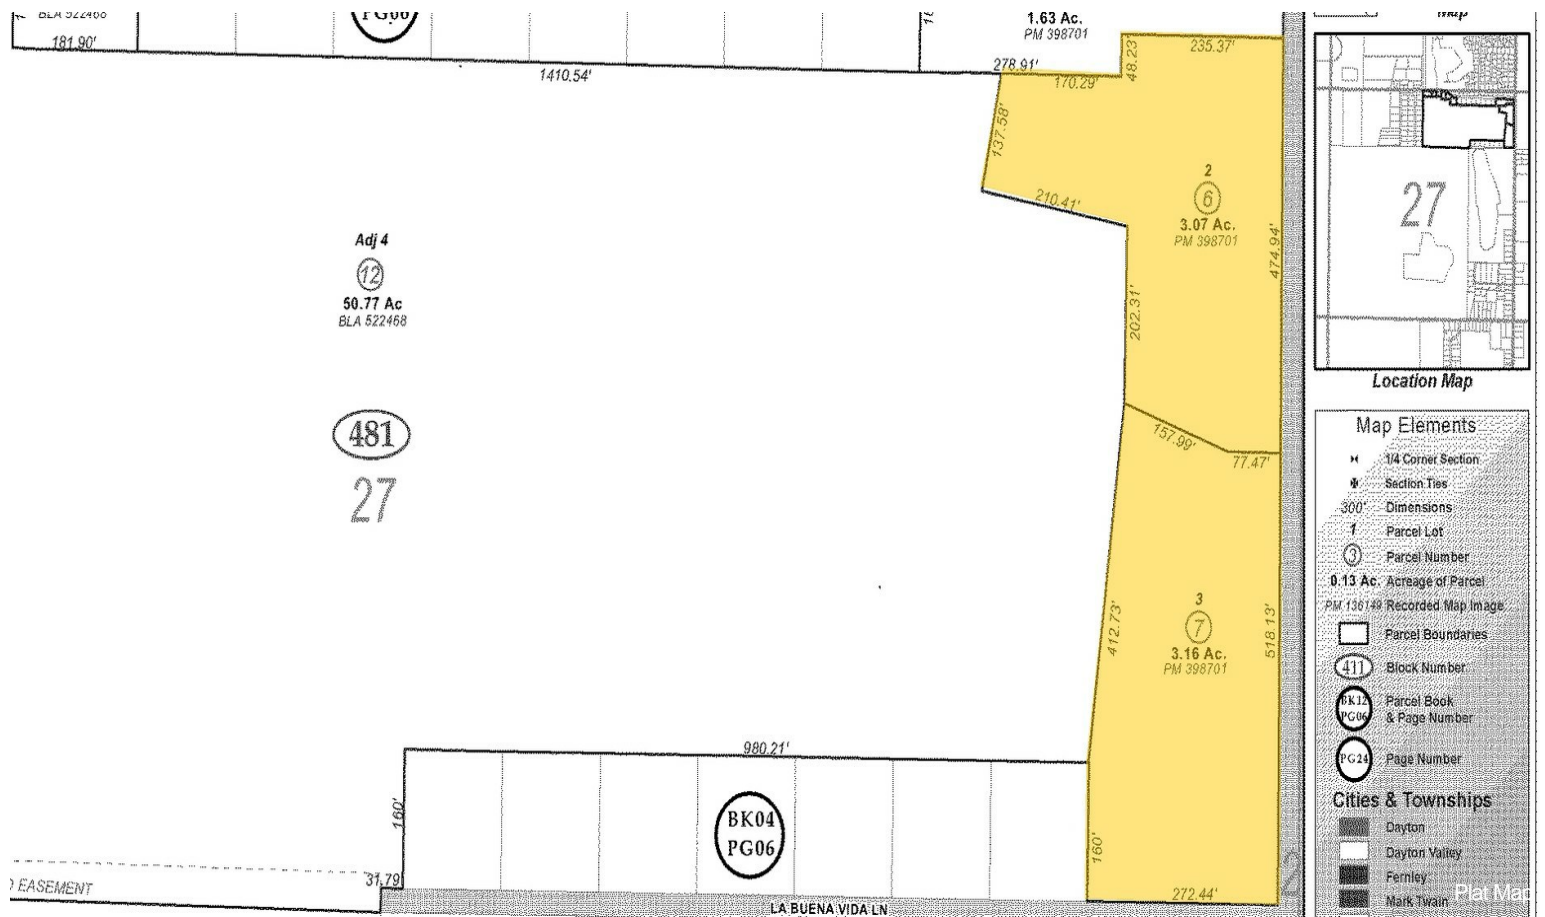 BLA 522468
PG06
1.63 Ac.
PM 398701
Map
181.90'
1410.54'
278.91'
170.29'
48.23'
235.37'
137.58'
210.41'
2
6
3.07 Ac.
PM 398701
474.94'
202.31'
Adj 4
12
50.77 Ac
BLA 522468
481
27
157.99'
77.47'
412.73'
3
7
3.16 Ac.
PM 398701
518.13'
980.21'
160'
BK04
PG06
160'
31.79'
EASEMENT
272.44'
LA BUENA VIDA LN
2
27
Location Map
Map Elements
1/4 Corner Section
Section Ties
300' Dimensions
1 Parcel Lot
3 Parcel Number
0.13 Ac. Acreage of Parcel
PM 136149 Recorded Map Image
Parcel Boundaries
411 Block Number
BK12
PG06
Parcel Book
& Page Number
PG24 Page Number
Cities & Townships
Dayton
Dayton Valley
Fernley
Mark Twain
Plat Map